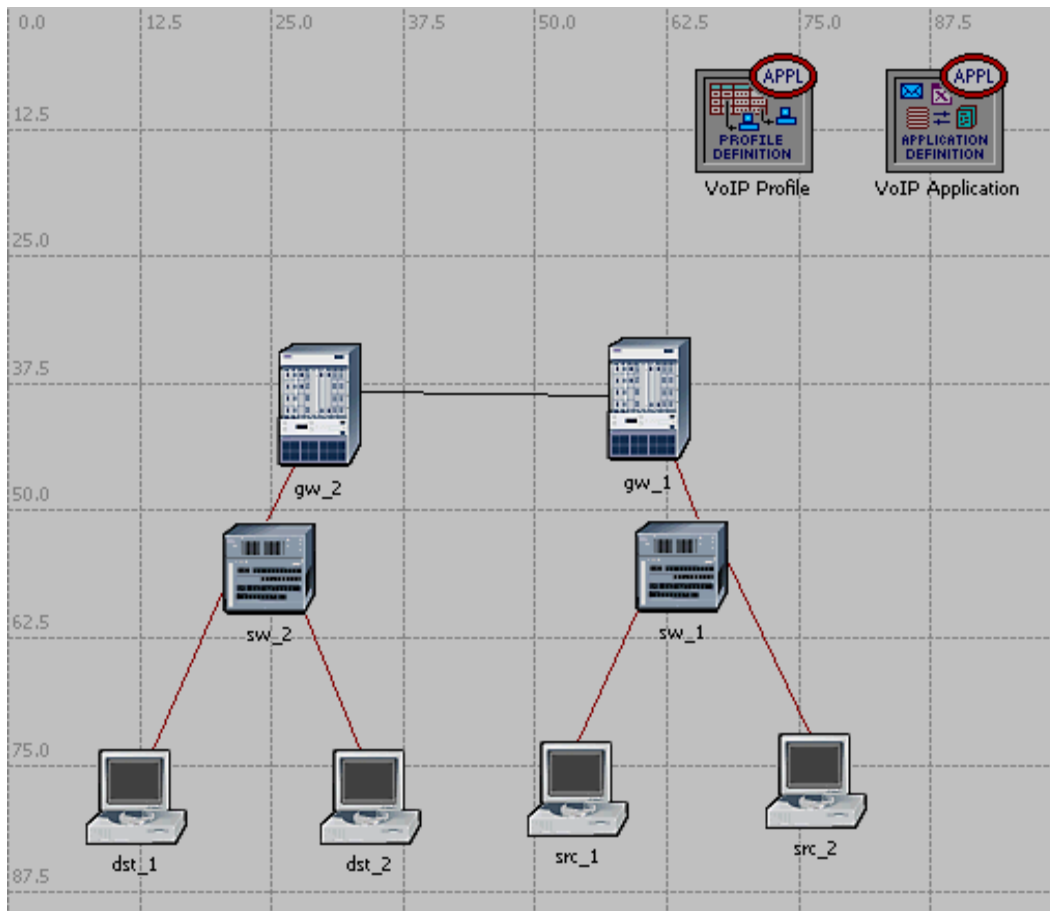 0.0 12.5 25.0 37.5 50.0 62.5 75.0 87.5
APPL
APPL
12.5
PROFILE
DEFINITION
APPLICATION
DEFINITION
VoIP Profile
VoIP Application
25.0
37.5
gw_2
gw_1
50.0
62.5
sw_2
sw_1
75.0
dst_1
dst_2
src_1
src_2
87.5